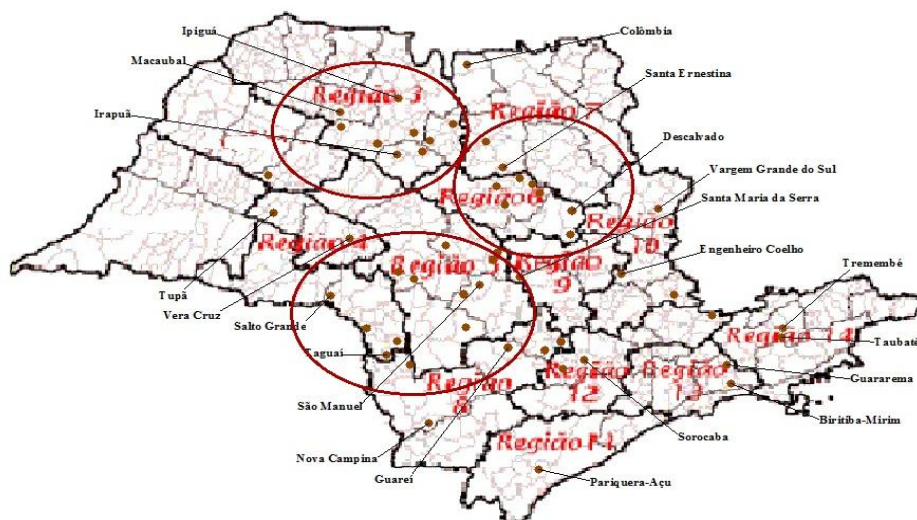 Ipiguá
Colômbia
Macaubal
Santa Ernestina
Região 3
Região 7
Irapuã
Descalvado
Vargem Grande do Sul
Região 6
Santa Maria da Serra
Região
10
Região 4
Engenheiro Coelho
Região 5
Região
9
Tremembé
Tupã
Vera Cruz
Salto Grande
Região 14
Taubaté
Taguaí
Guararema
Região
8
Região
12
Região
13
São Manuel
Biritiba-Mirim
Sorocaba
Região 11
Nova Campina
Guareí
Pariquera-Açu